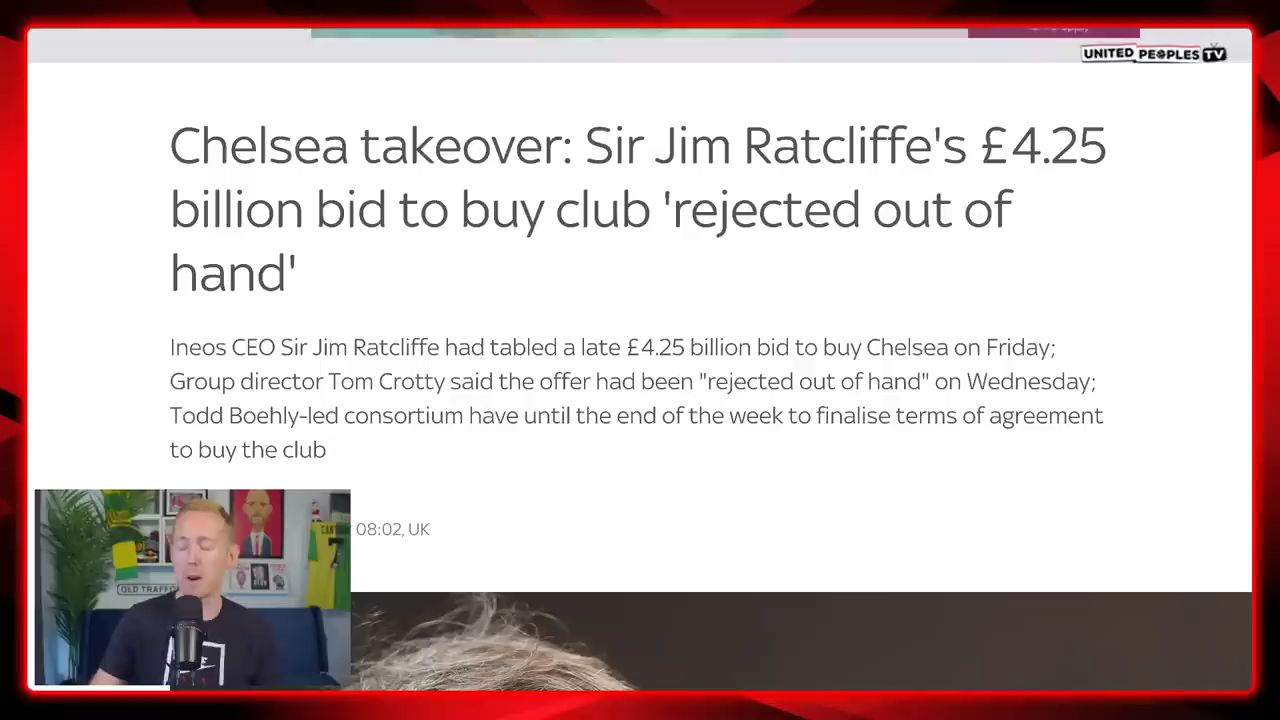 UNITED PEOPLES TV
Chelsea takeover: Sir Jim Ratcliffe's £4.25
billion bid to buy club 'rejected out of
hand'
Ineos CEO Sir Jim Ratcliffe had tabled a late £4.25 billion bid to buy Chelsea on Friday;
Group director Tom Crotty said the offer had been "rejected out of hand" on Wednesday;
Todd Boehly-led consortium have until the end of the week to finalise terms of agreement
to buy the club
08:02, UK
OLD TRAFFO